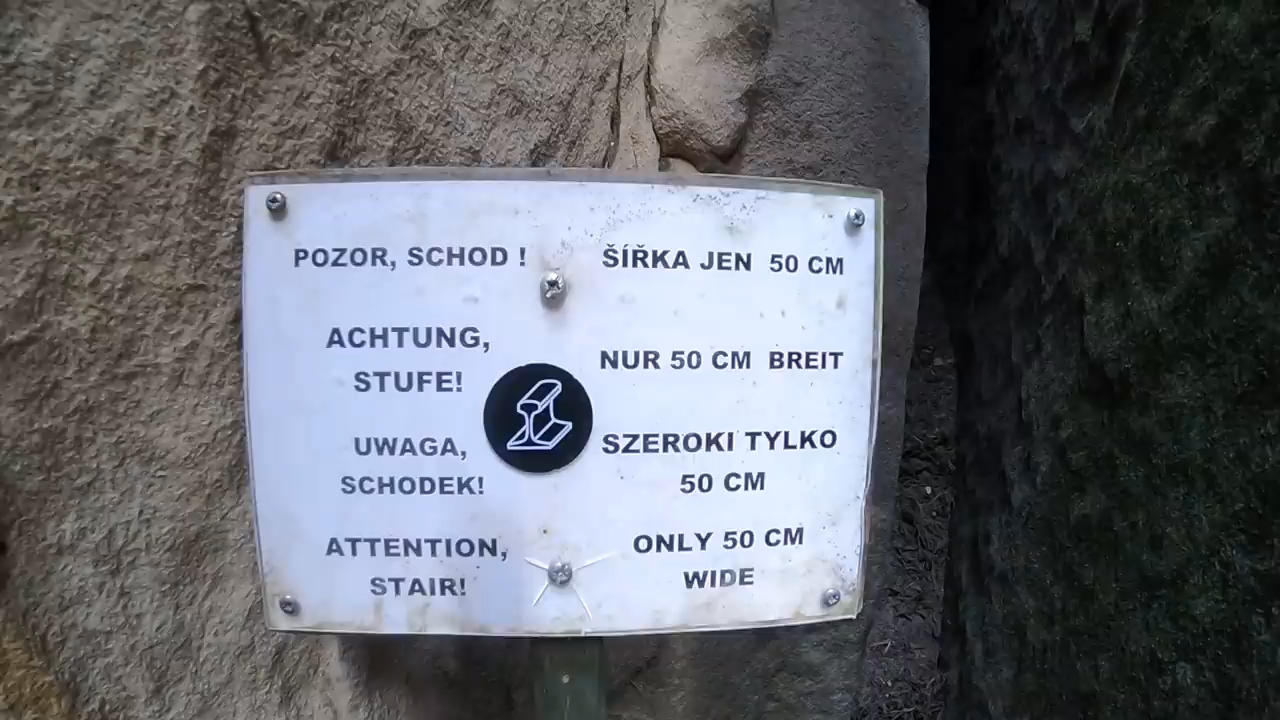 POZOR, SCHOD !
ACHTUNG,
STUFE!
UWAGA,
SCHODEK!
ATTENTION,
STAIR!
ŠÍŘKA JEN 50 CM
NUR 50 CM BREIT
SZEROKI TYLKO
50 CM
ONLY 50 CM
WIDE